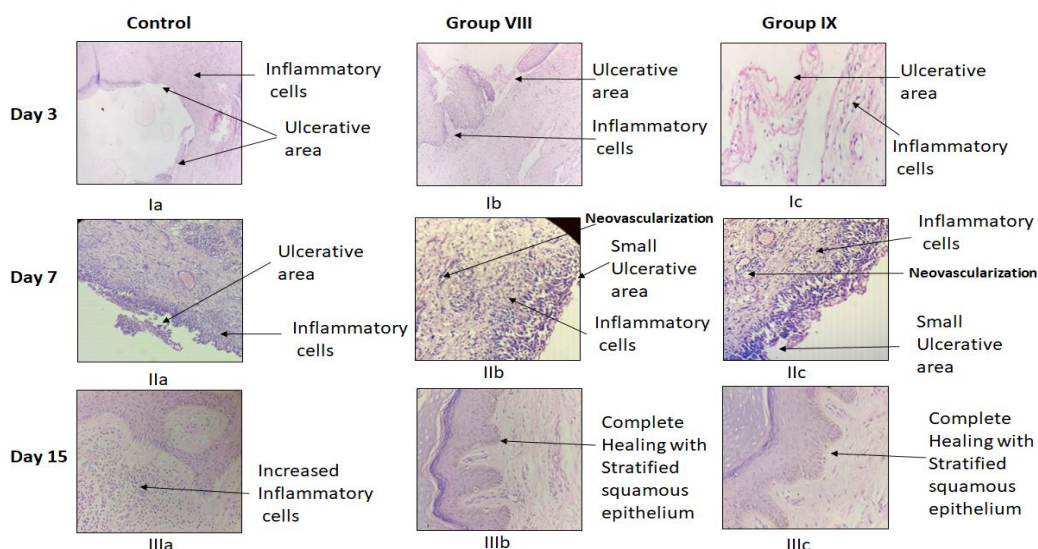 Control
Group VIII
Group IX
Day 3
Inflammatory
cells
Ulcerative
area
Ia
Ulcerative
area
Inflammatory
cells
Ib
Ulcerative
area
Inflammatory
cells
Ic
Day 7
Ulcerative
area
Inflammatory
cells
IIa
Neovascularization
Small
Ulcerative
area
Inflammatory
cells
IIb
Inflammatory
cells
Neovascularization
Small
Ulcerative
area
IIc
Day 15
Increased
Inflammatory
cells
IIIa
Complete
Healing with
Stratified
squamous
epithelium
IIIb
Complete
Healing with
Stratified
squamous
epithelium
IIIc